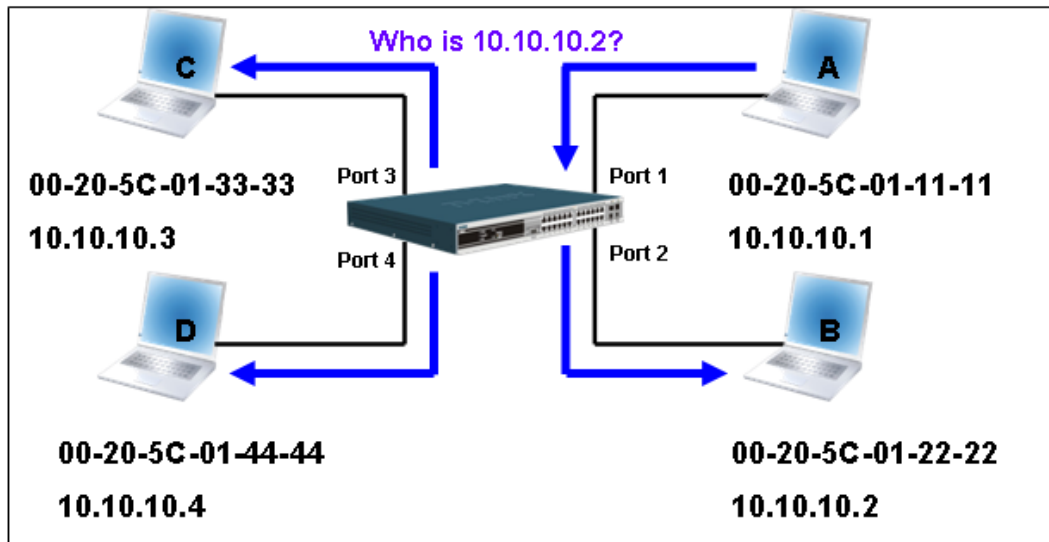 Who is 10.10.10.2?
C
A
Port 3
Port 1
00-20-5C-01-33-33
10.10.10.3
00-20-5C-01-11-11
10.10.10.1
Port 4
Port 2
D
B
00-20-5C-01-44-44
10.10.10.4
00-20-5C-01-22-22
10.10.10.2